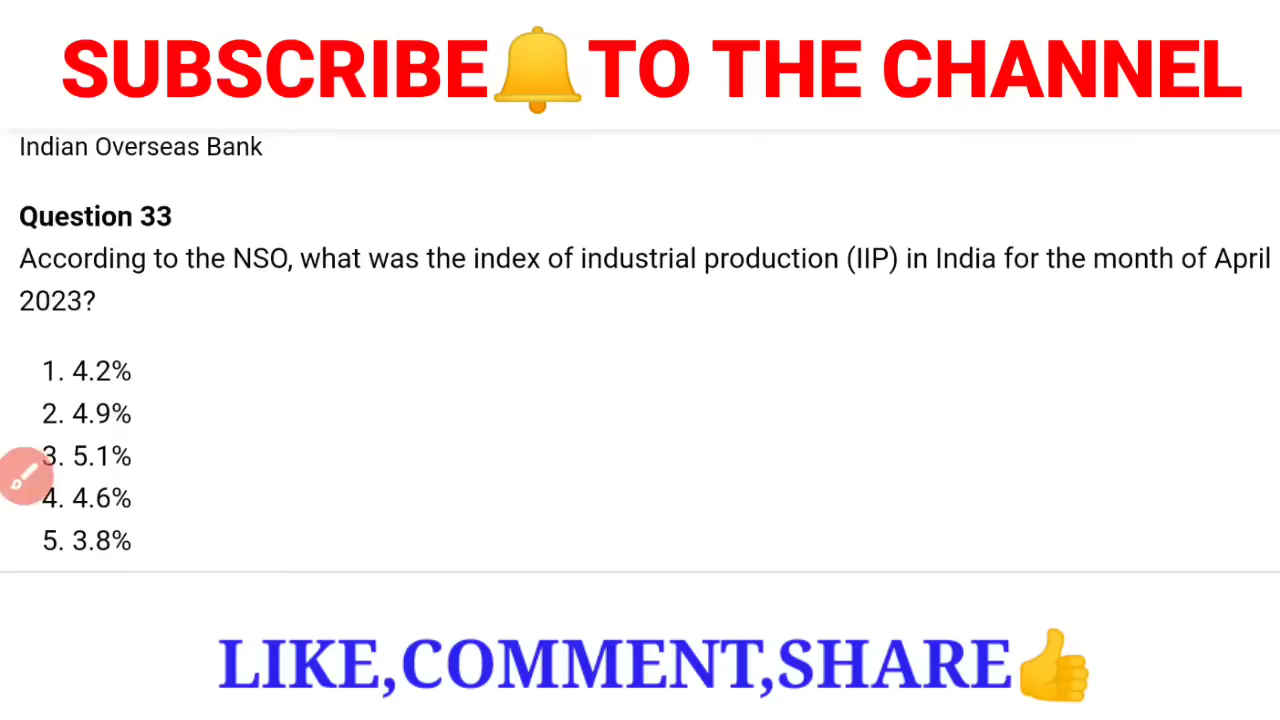 SUBSCRIBE🔔TO THE CHANNEL
Indian Overseas Bank
Question 33
According to the NSO, what was the index of industrial production (IIP) in India for the month of April
2023?
1. 4.2%
2. 4.9%
3. 5.1%
4. 4.6%
5. 3.8%
LIKE,COMMENT,SHARE👍